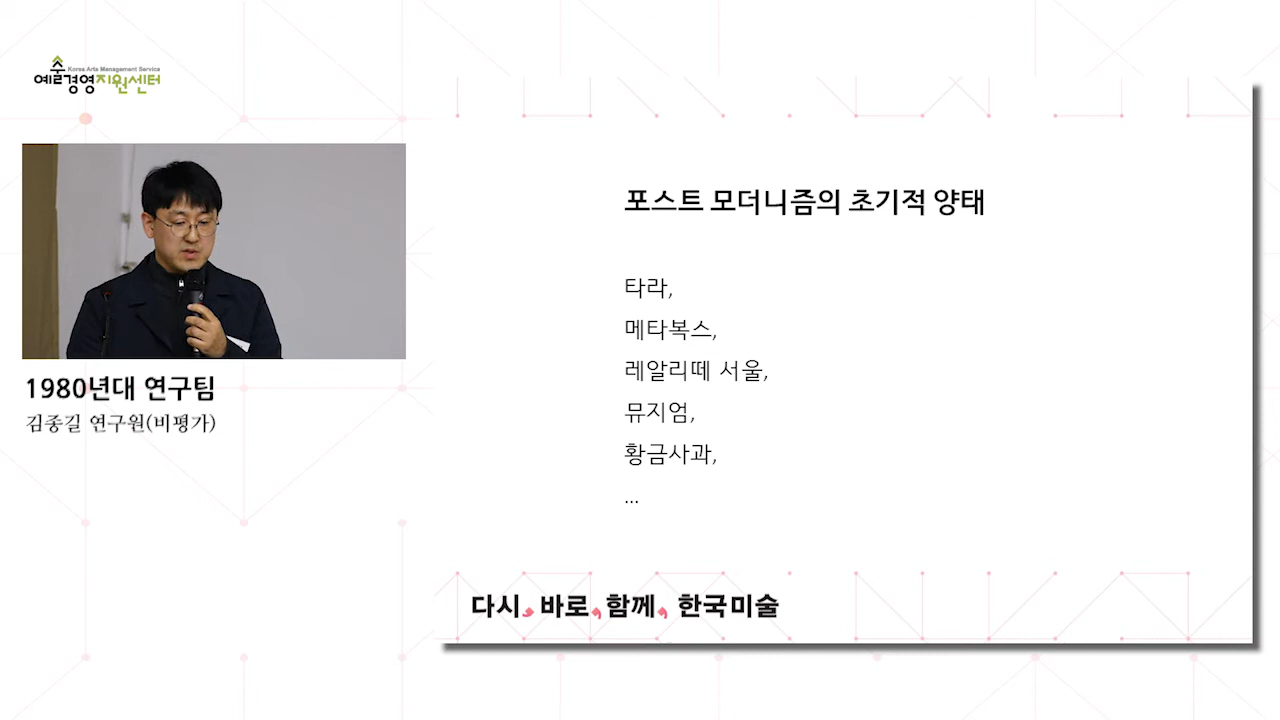 Korea Arts Management Service
예술경영지원센터
1980년대 연구팀
김종길 연구원(비평가)
포스트 모더니즘의 초기적 양태
타라,
메타복스,
레알리떼 서울,
뮤지엄,
황금사과,
...
다시, 바로, 함께, 한국미술